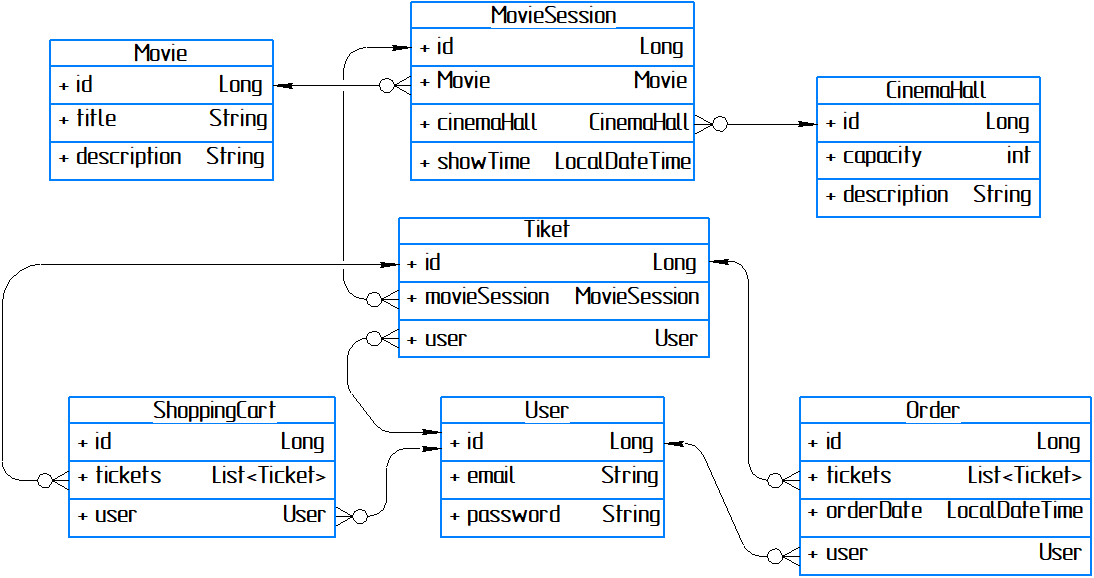 Movie
+ id Long
+ title String
+ description String
MovieSession
+ id Long
+ Movie Movie
+ cinemaHall CinemaHall
+ showTime LocalDateTime
CinemaHall
+ id Long
+ capacity int
+ description String
Tiket
+ id Long
+ movieSession MovieSession
+ user User
ShoppingCart
+ id Long
+ tickets List<Ticket>
+ user User
User
+ id Long
+ email String
+ password String
Order
+ id Long
+ tickets List<Ticket>
+ orderDate LocalDateTime
+ user User